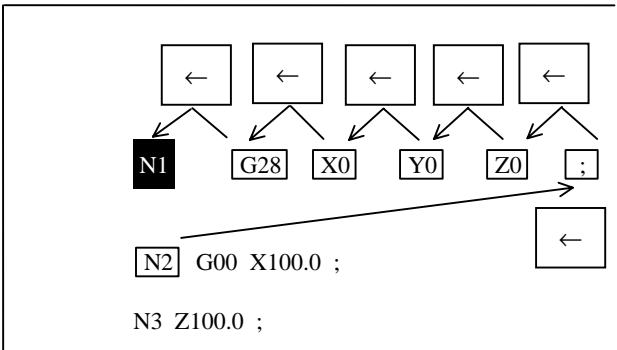 ← ← ← ← ←
N1 G28 X0 Y0 Z0 ;
←
N2 G00 X100.0 ;
N3 Z100.0 ;